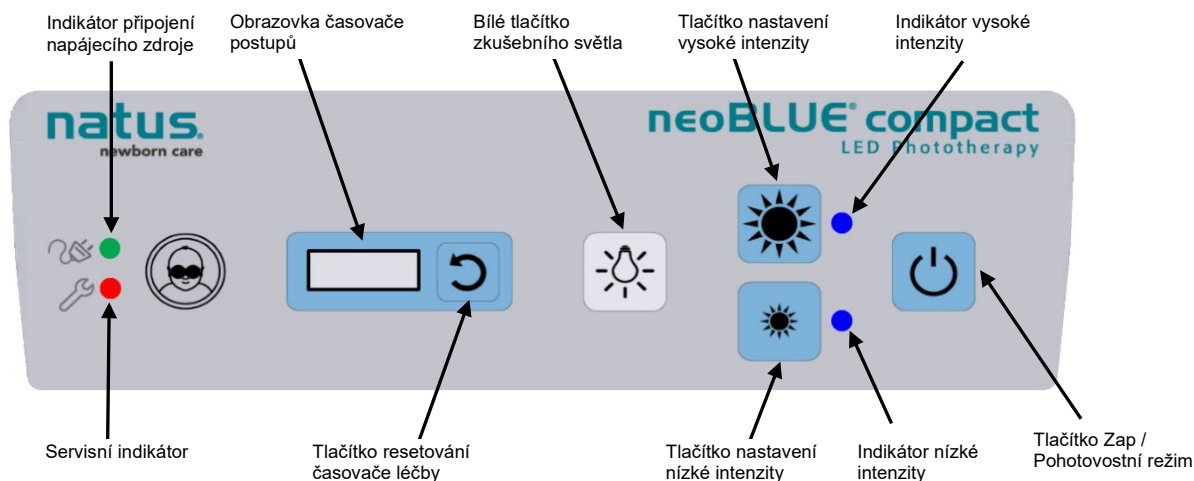 Indikátor připojení
napájecího zdroje
Obrazovka časovače
postupů
Bílé tlačítko
zkušebního světla
Tlačítko nastavení
vysoké intenzity
Indikátor vysoké
intenzity
natus.
newborn care
neoBLUE® compact
LED Phototherapy
Servisní indikátor
Tlačítko resetování
časovače léčby
Tlačítko nastavení
nízké intenzity
Indikátor nízké
intenzity
Tlačítko Zap /
Pohotovostní režim